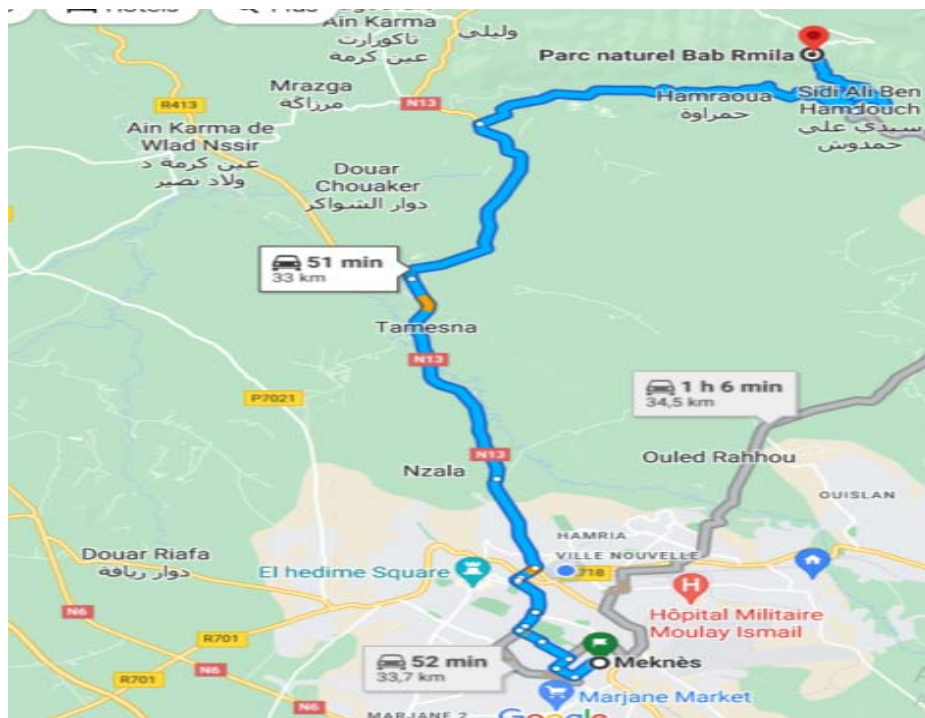 Hôtels
Plus
Ain Karma
تاكورارت
عين كرمة
وليلي
Parc naturel Bab Rmila
Mrazga
مرزاگة
N13
R413
Hamraoua
حمراوة
Sidi Ali Ben
Hamdouch
سيدي علي
حمدوش
Ain Karma de
Wlad Nssir
عين كرمة د
ولاد نصير
Douar
Chouaker
دوار الشواكر
51 min
33 km
Tamesna
N13
1 h 6 min
34,5 km
P7021
N13
Nzala
Ouled Rahhou
OUISLAN
HAMRIA
VILLE NOUVELLE
Douar Riafa
دوار ريافة
El hedime Square
R718
Hôpital Militaire
Moulay Ismail
N6
R701
52 min
33,7 km
Meknès
R701
N6
Marjane Market
MARJANE 2
Google
N6